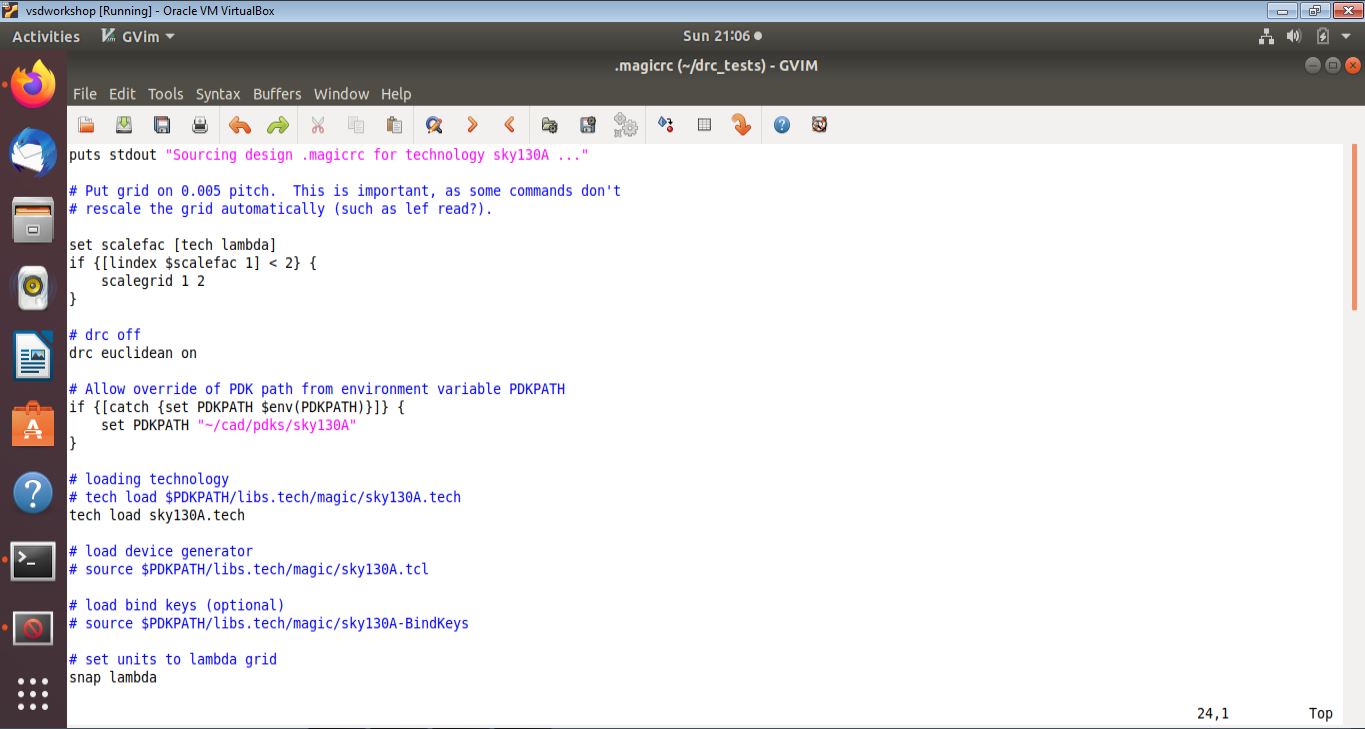 vsdworkshop [Running] - Oracle VM VirtualBox
Activities GVim Sun 21:06
.magicrc (~/drc_tests) - GVIM
File Edit Tools Syntax Buffers Window Help
puts stdout "Sourcing design .magicrc for technology sky130A ..."
# Put grid on 0.005 pitch.  This is important, as some commands don't
# rescale the grid automatically (such as lef read?).
set scalefac [tech lambda]
if {[lindex $scalefac 1] < 2} {
    scalegrid 1 2
}
# drc off
drc euclidean on
# Allow override of PDK path from environment variable PDKPATH
if {[catch {set PDKPATH $env(PDKPATH)}]} {
    set PDKPATH "~/cad/pdks/sky130A"
}
# loading technology
# tech load $PDKPATH/libs.tech/magic/sky130A.tech
tech load sky130A.tech
# load device generator
# source $PDKPATH/libs.tech/magic/sky130A.tcl
# load bind keys (optional)
# source $PDKPATH/libs.tech/magic/sky130A-BindKeys
# set units to lambda grid
snap lambda
24,1 Top